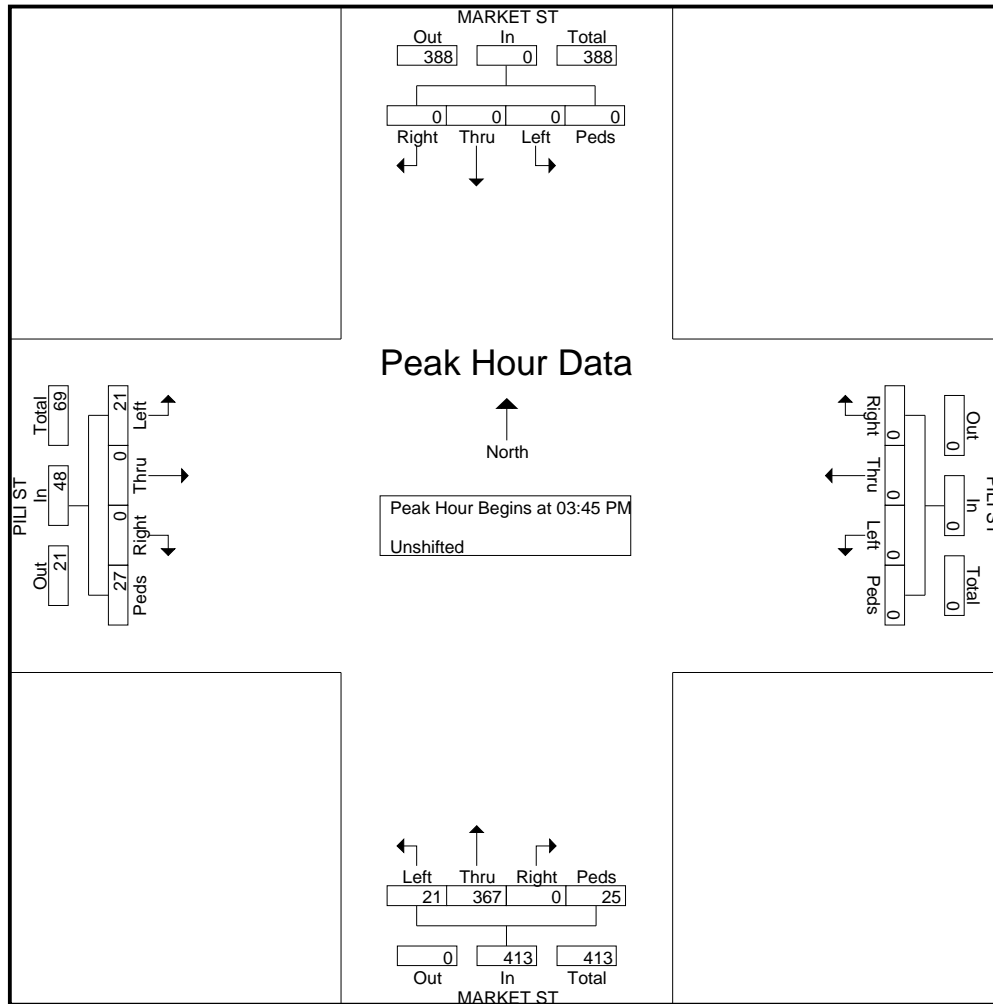 MARKET ST
Out In Total
388 0 388
0 0 0 0
Right Thru Left Peds
Peak Hour Data
North
Peak Hour Begins at 03:45 PM
Unshifted
PILI ST
Total In Out
69 48 21
21 0 0 27
Left Thru Right Peds
Right Thru Left Peds
0 0 0 0
Out In Total
0 0 0
PILI ST
Left Thru Right Peds
21 367 0 25
0 413 413
Out In Total
MARKET ST